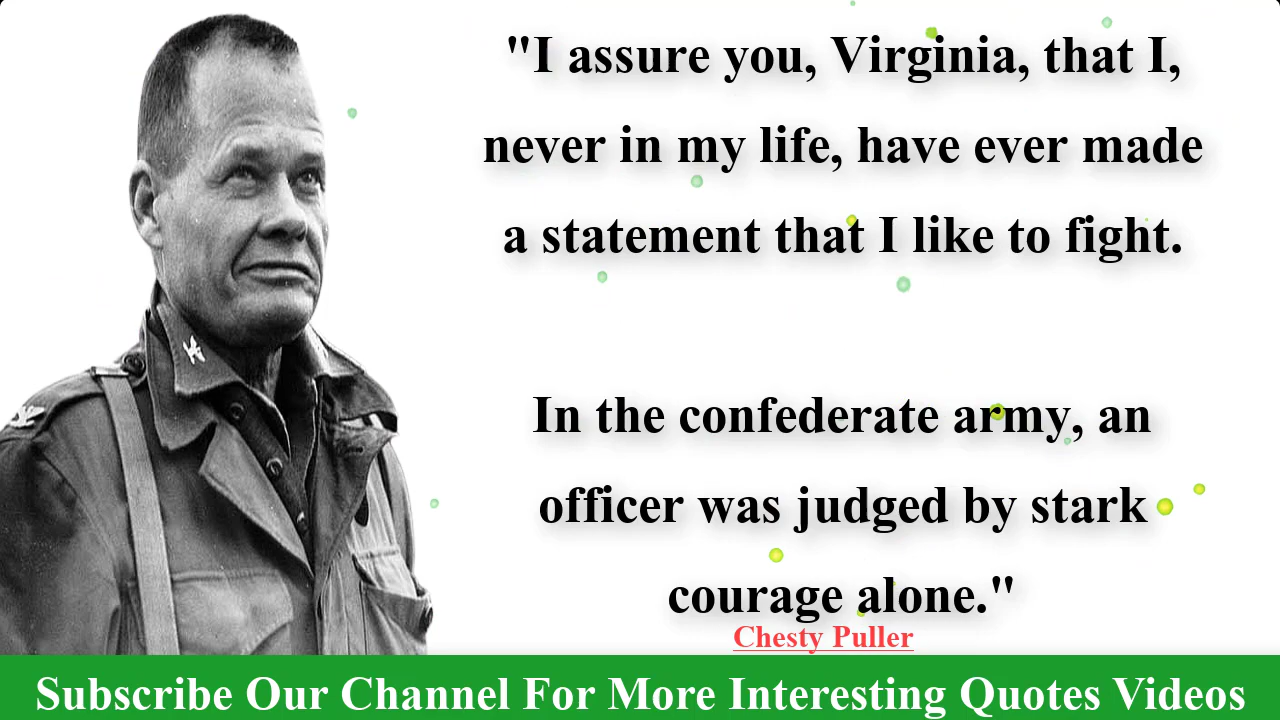 "I assure you, Virginia, that I,
never in my life, have ever made
a statement that I like to fight.
In the confederate army, an
officer was judged by stark
courage alone."
Chesty Puller
Subscribe Our Channel For More Interesting Quotes Videos